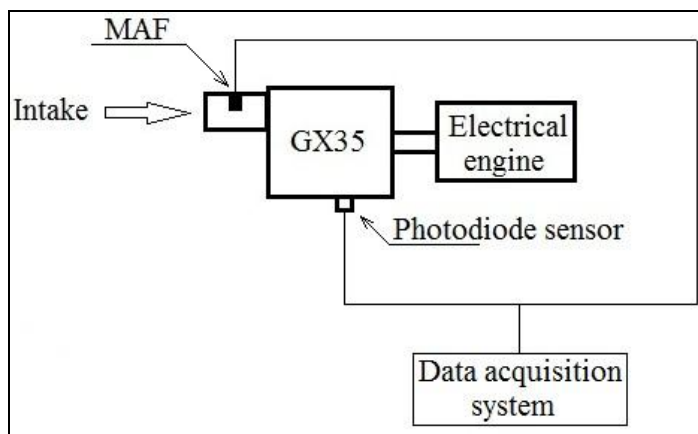 MAF
Intake
GX35
Electrical
engine
Photodiode sensor
Data acquisition
system